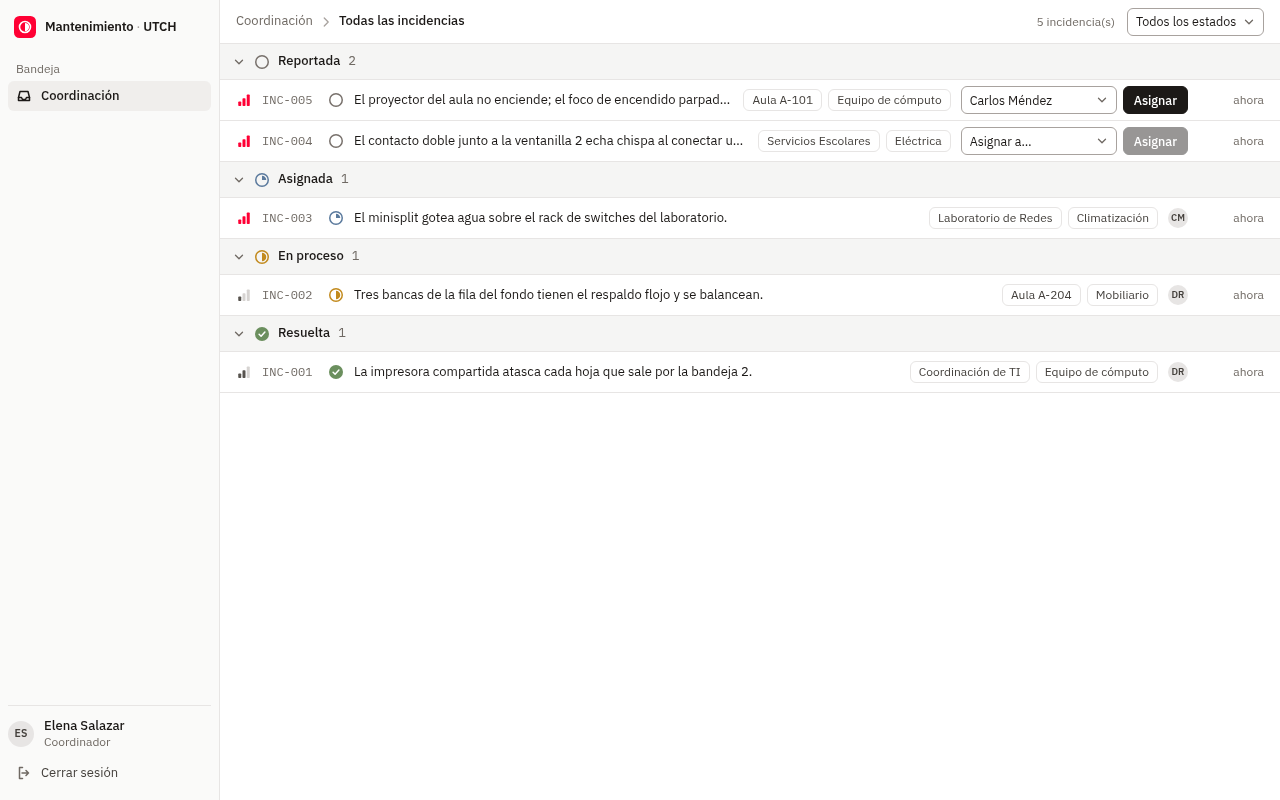 Mantenimiento · UTCH
Bandeja
Coordinación
Elena Salazar
ES
Coordinador
Cerrar sesión
Coordinación > Todas las incidencias
5 incidencia(s)
Todos los estados
Reportada 2
INC-005 El proyector del aula no enciende; el foco de encendido parpad... Aula A-101 Equipo de cómputo Carlos Méndez Asignar ahora
INC-004 El contacto doble junto a la ventanilla 2 echa chispa al conectar u... Servicios Escolares Eléctrica Asignar a... Asignar ahora
Asignada 1
INC-003 El minisplit gotea agua sobre el rack de switches del laboratorio. Laboratorio de Redes Climatización CM ahora
En proceso 1
INC-002 Tres bancas de la fila del fondo tienen el respaldo flojo y se balancean. Aula A-204 Mobiliario DR ahora
Resuelta 1
INC-001 La impresora compartida atasca cada hoja que sale por la bandeja 2. Coordinación de TI Equipo de cómputo DR ahora